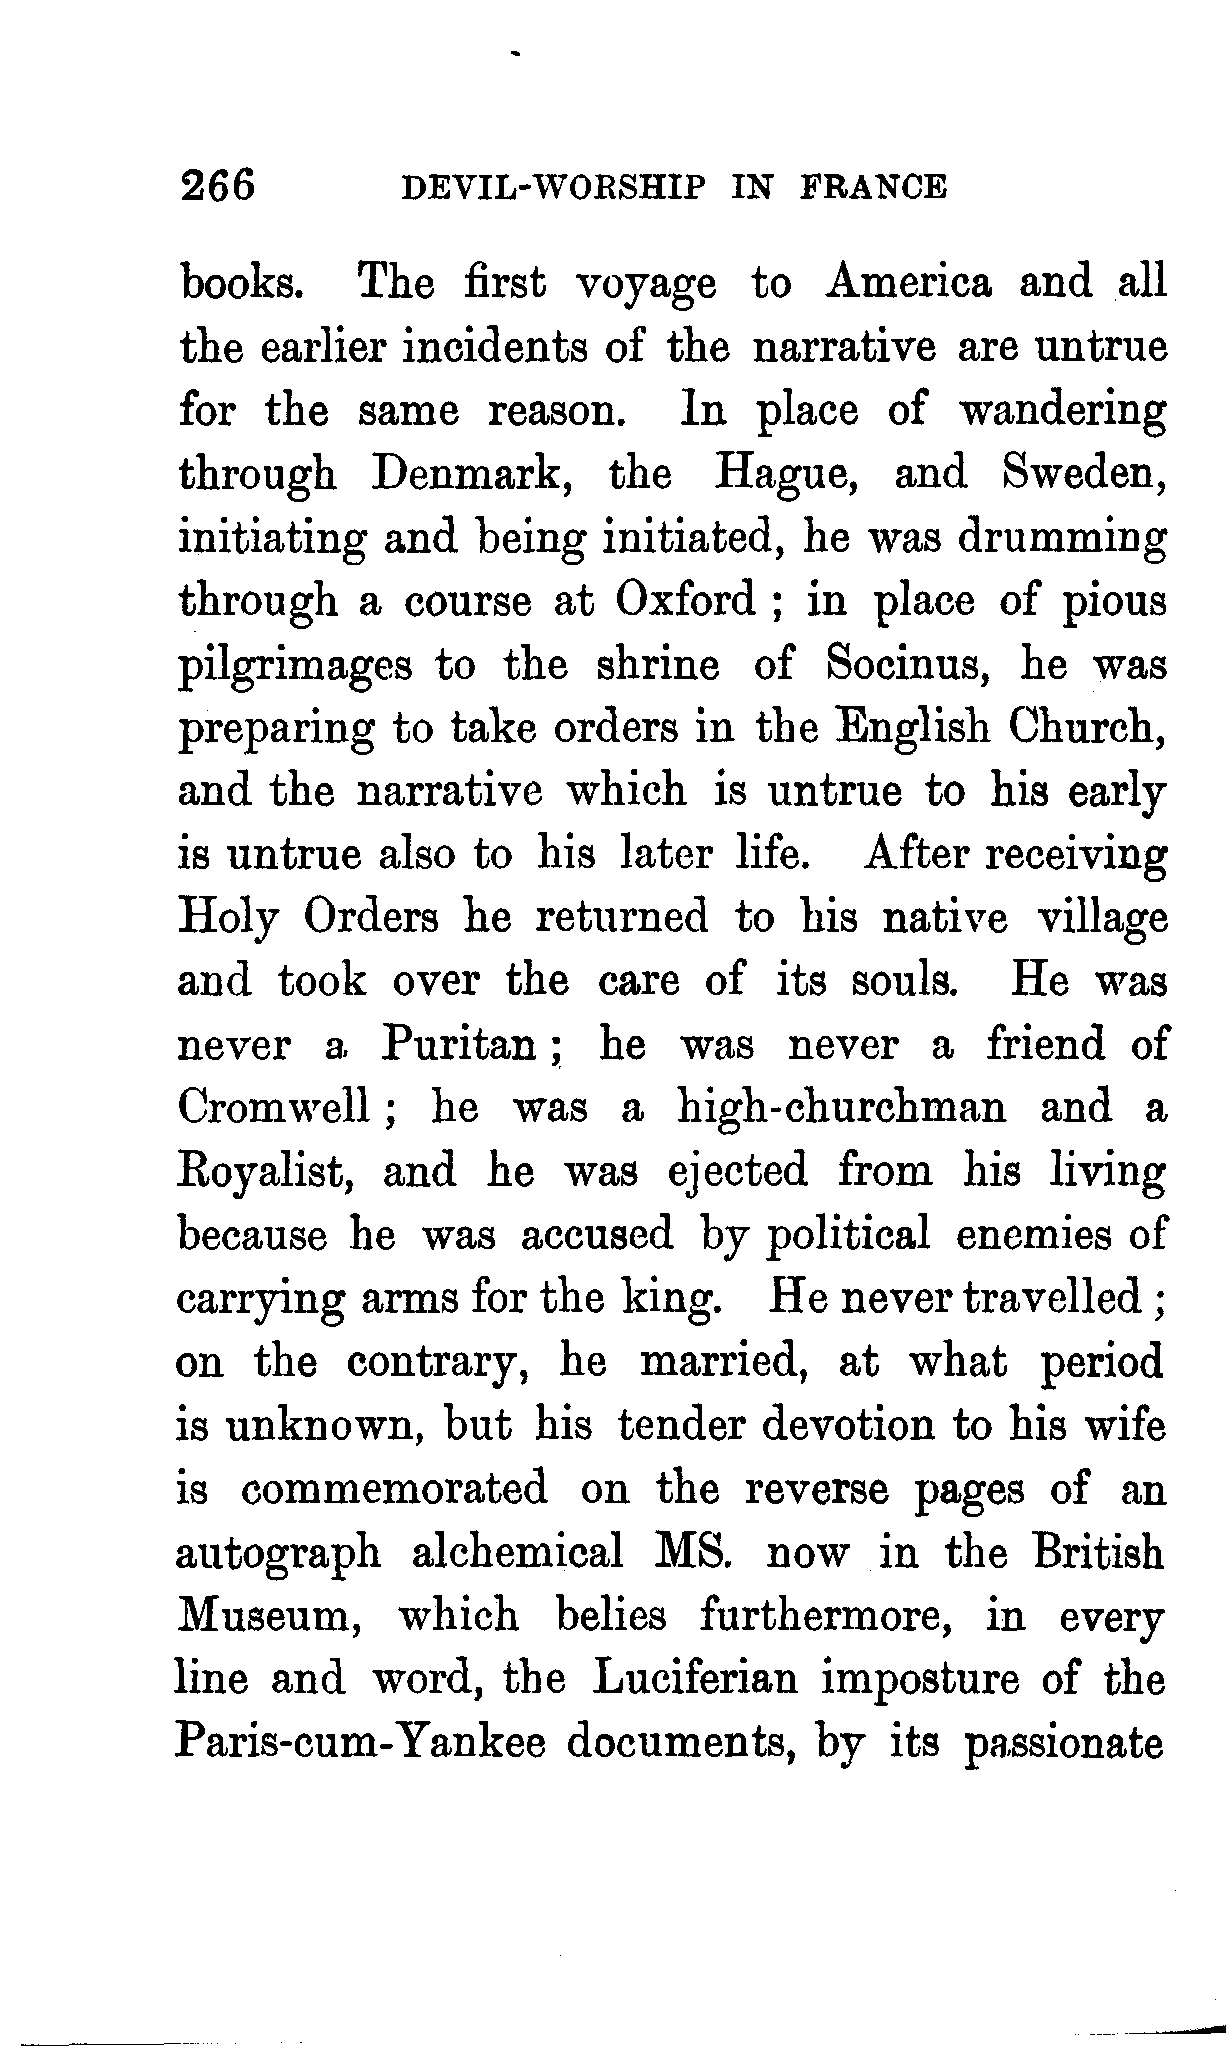 266 DEVIL-WORSHIP IN FRANCE
books. The first voyage to America and all
the earlier incidents of the narrative are untrue
for the same reason. In place of wandering
through Denmark, the Hague, and Sweden,
initiating and being initiated, he was drumming
through a course at Oxford ; in place of pious
pilgrimages to the shrine of Socinus, he was
preparing to take orders in the English Church,
and the narrative which is untrue to his early
is untrue also to his later life. After receiving
Holy Orders he returned to his native village
and took over the care of its souls. He was
never a Puritan ; he was never a friend of
Cromwell ; he was a high-churchman and a
Royalist, and he was ejected from his living
because he was accused by political enemies of
carrying arms for the king. He never travelled ;
on the contrary, he married, at what period
is unknown, but his tender devotion to his wife
is commemorated on the reverse pages of an
autograph alchemical MS. now in the British
Museum, which belies furthermore, in every
line and word, the Luciferian imposture of the
Paris-cum-Yankee documents, by its passionate